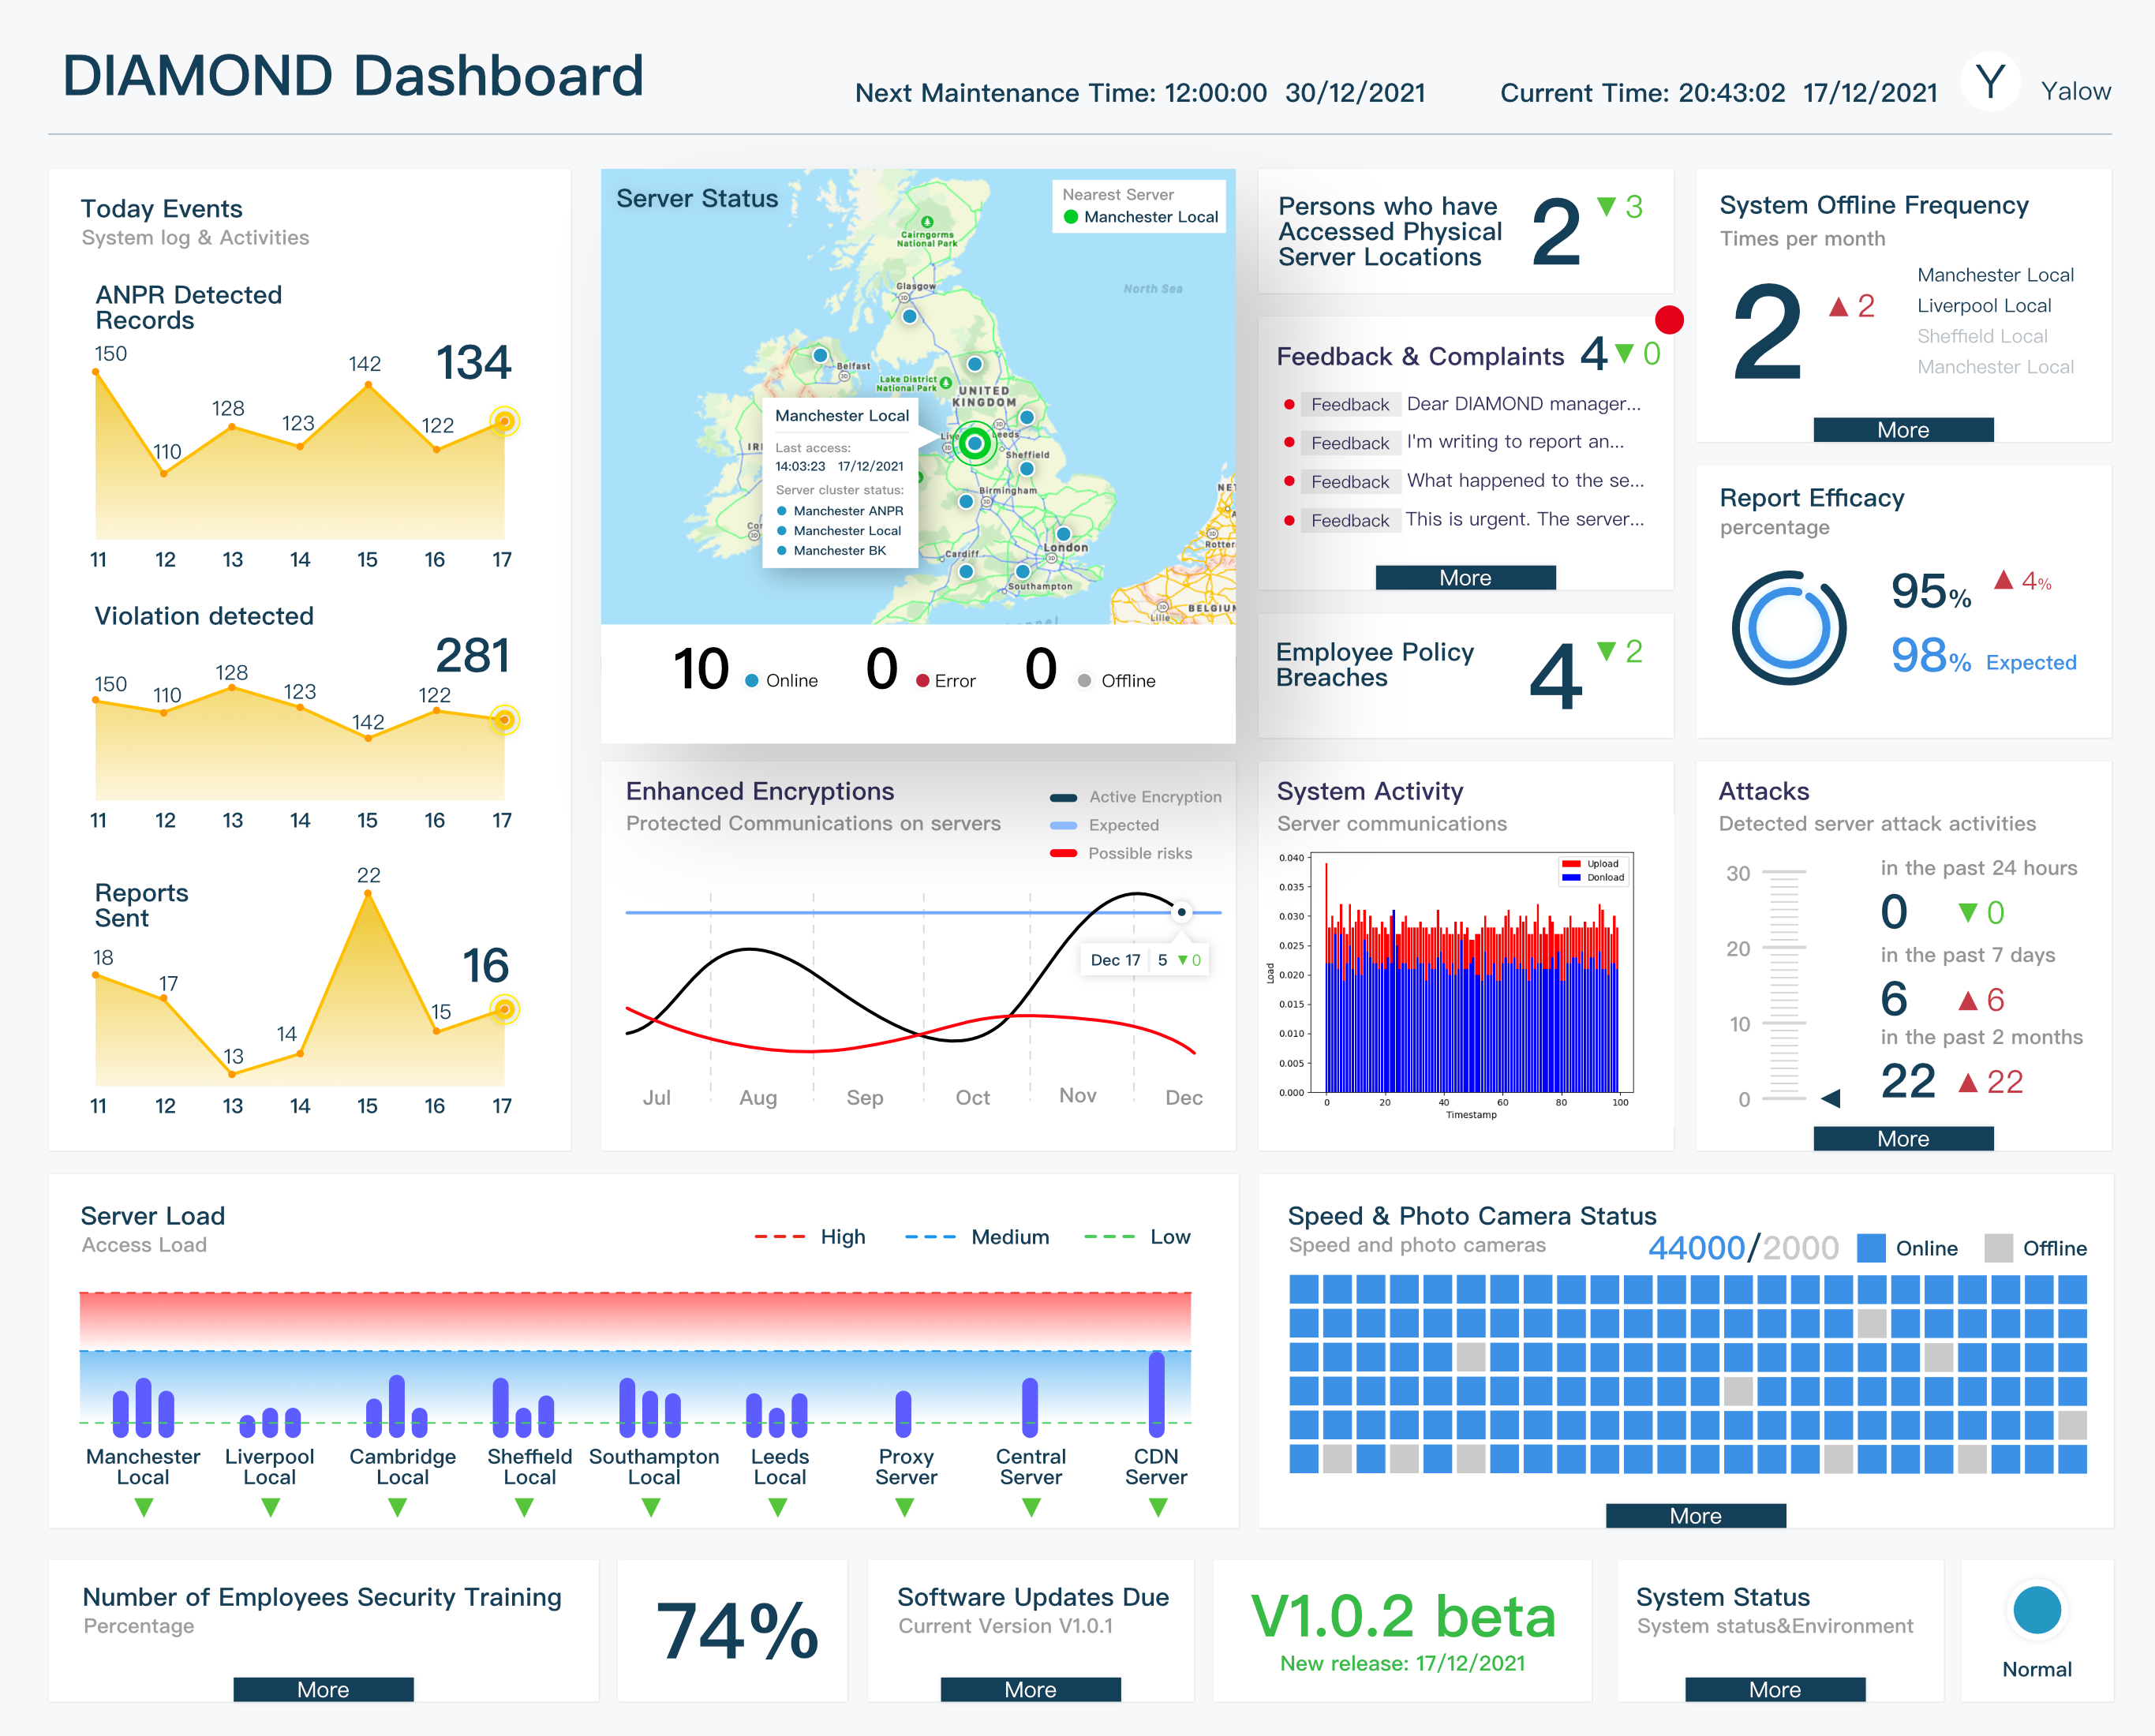 DIAMOND Dashboard
Next Maintenance Time: 12:00:00 30/12/2021
Current Time: 20:43:02 17/12/2021
Y
Yalow
Today Events
System log & Activities
ANPR Detected
Records
134
150
110
128
123
142
122
11 12 13 14 15 16 17
Violation detected
281
150
110
128
123
142
122
11 12 13 14 15 16 17
Reports
Sent
16
18
17
13
14
22
15
11 12 13 14 15 16 17
Server Status
Nearest Server
Manchester Local
Cairngorms
National Park
North Sea
Glasgow
3D
Belfast
3D
Lake District
National Park
UNITED
KINGDOM
3D
Leeds
3D
Sheffield
Birmingham
3D
Cardiff
London
3D
3D
Southampton
Rotter
3D
Lille
3D
BELGIUM
Manchester Local
Last access:
14:03:23 17/12/2021
Server cluster status:
Manchester ANPR
Manchester Local
Manchester BK
10 Online
0 Error
0 Offline
Persons who have
Accessed Physical
Server Locations
2 ▼ 3
Feedback & Complaints 4 ▼ 0
Feedback Dear DIAMOND manager...
Feedback I'm writing to report an...
Feedback What happened to the se...
Feedback This is urgent. The server...
More
Employee Policy
Breaches
4 ▼ 2
System Offline Frequency
Times per month
2 ▲ 2
Manchester Local
Liverpool Local
Sheffield Local
Manchester Local
More
Report Efficacy
percentage
95% ▲ 4%
98% Expected
Enhanced Encryptions
Protected Communications on servers
Active Encryption
Expected
Possible risks
Dec 17 5 ▼ 0
Jul Aug Sep Oct Nov Dec
System Activity
Server communications
Upload
Donload
0.040
0.035
0.030
0.025
0.020
0.015
0.010
0.005
0.000
Load
0 20 40 60 80 100
Timestamp
Attacks
Detected server attack activities
30
20
10
0
in the past 24 hours
0 ▼ 0
in the past 7 days
6 ▲ 6
in the past 2 months
22 ▲ 22
More
Server Load
Access Load
High
Medium
Low
Manchester
Local
Liverpool
Local
Cambridge
Local
Sheffield
Local
Southampton
Local
Leeds
Local
Proxy
Server
Central
Server
CDN
Server
Speed & Photo Camera Status
Speed and photo cameras
44000/2000
Online
Offline
More
Number of Employees Security Training
Percentage
More
74%
Software Updates Due
Current Version V1.0.1
More
V1.0.2 beta
New release: 17/12/2021
System Status
System status&Environment
More
Normal